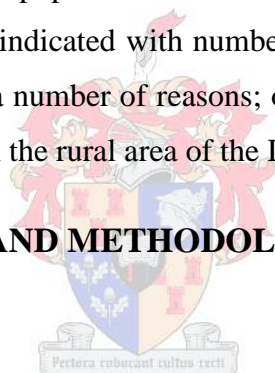 indicated with numbe
a number of reasons; o
the rural area of the I
AND METHODOL
Pectora roborant cultus recti